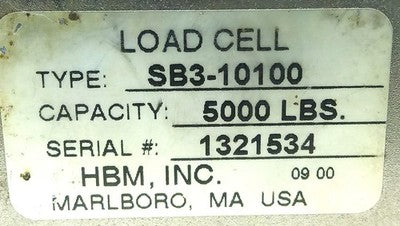 LOAD CELL
TYPE: SB3-10100
CAPACITY: 5000 LBS.
SERIAL #: 1321534
HBM, INC. 09 00
MARLBORO, MA USA